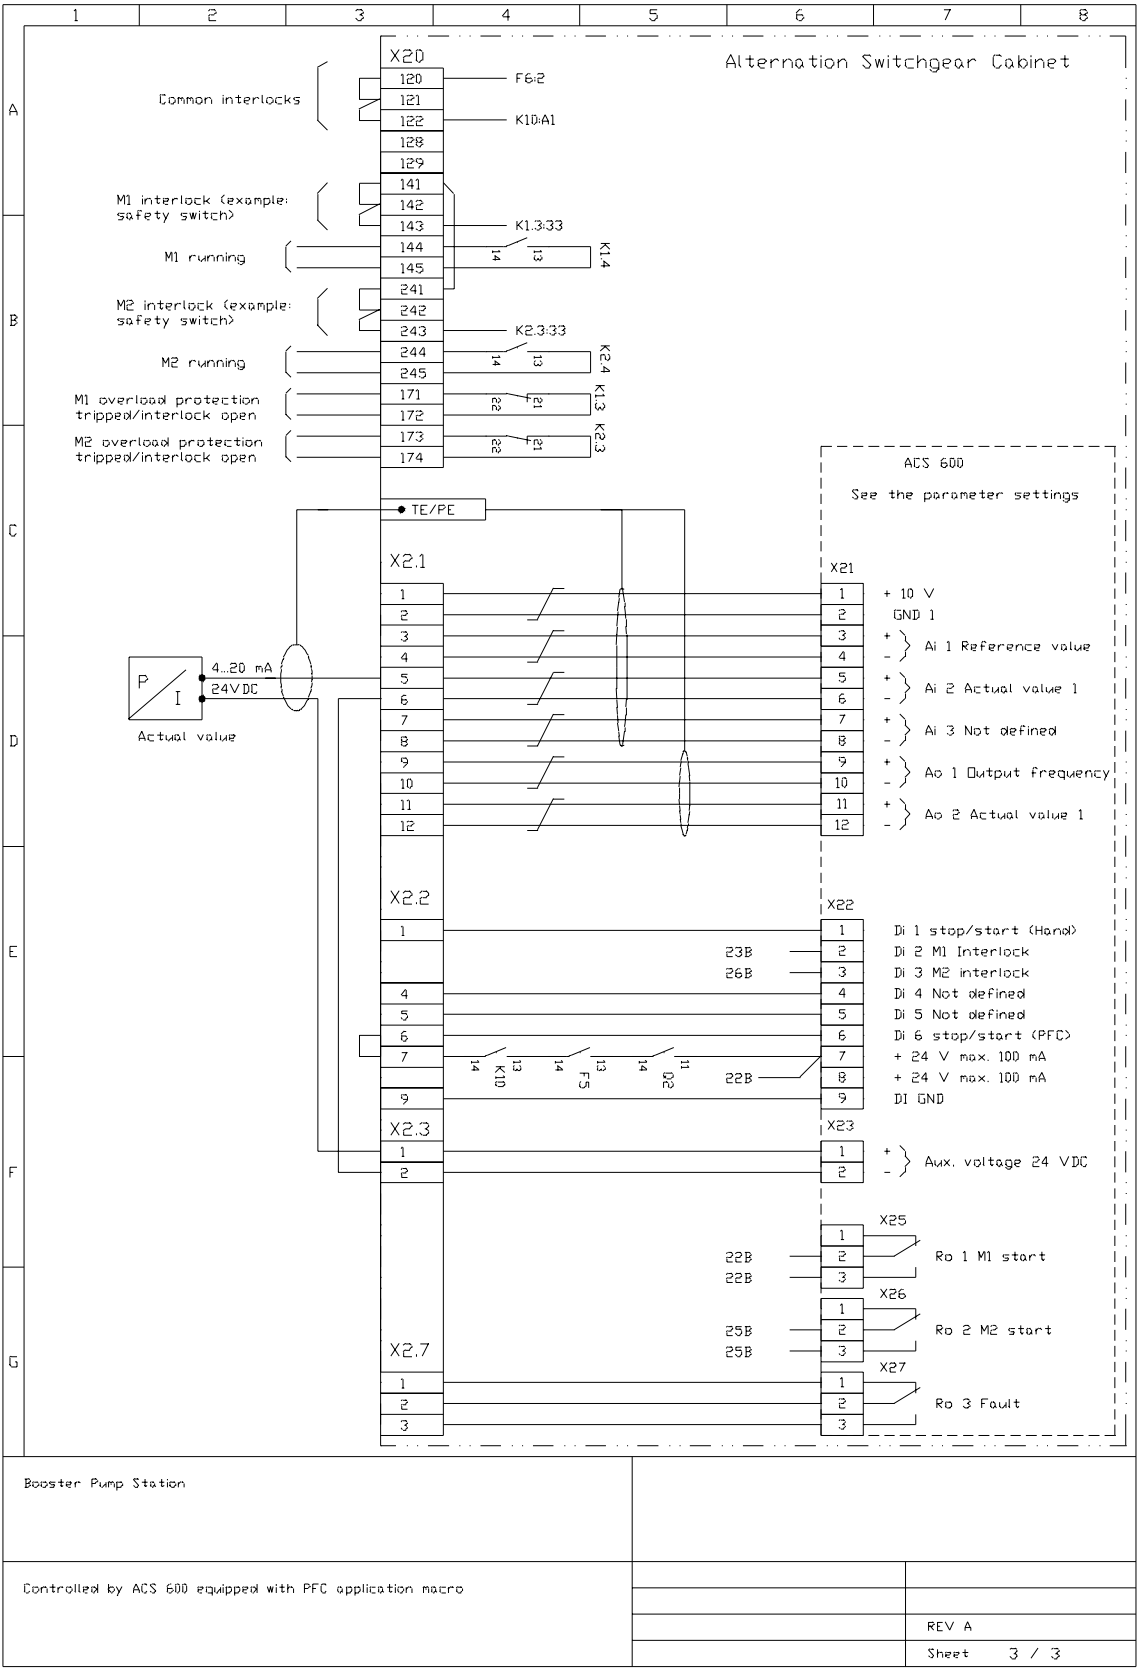 1 2 3 4 5 6 7 8
A
B
C
D
E
F
G
Alternation Switchgear Cabinet
X20
120 F6:2
121
122 K10:A1
Common interlocks
128
129
141
142
143 K1.3:33
M1 interlock (example:
safety switch)
144 14 13 K1.4
145
M1 running
241
242
243 K2.3:33
M2 interlock (example:
safety switch)
244 14 13 K2.4
245
M2 running
171 22 21 K1.3
172
M1 overload protection
tripped/interlock open
173 22 21 K2.3
174
M2 overload protection
tripped/interlock open
TE/PE
ACS 600
See the parameter settings
X2.1 X21
1 1 + 10 V
2 2 GND 1
3 3 +
4 4 -
Ai 1 Reference value
5 5 +
6 6 -
Ai 2 Actual value 1
7 7 +
8 8 -
Ai 3 Not defined
9 9 +
10 10 -
Ao 1 Output frequency
11 11 +
12 12 -
Ao 2 Actual value 1
P
I
4...20 mA
24VDC
Actual value
X2.2 X22
1 1 Di 1 stop/start (Hand)
23B 2 Di 2 M1 Interlock
26B 3 Di 3 M2 interlock
4 4 Di 4 Not defined
5 5 Di 5 Not defined
6 6 Di 6 stop/start (PFC)
7 14 K10 13 14 F5 13 14 Q2 11 7 + 24 V max. 100 mA
22B 8 + 24 V max. 100 mA
9 9 DI GND
X2.3 X23
1 1 +
2 2 -
Aux. voltage 24 VDC
X25
1
22B 2 Ro 1 M1 start
22B 3
X26
1
25B 2 Ro 2 M2 start
25B 3
X2.7 X27
1 1
2 2 Ro 3 Fault
3 3
Booster Pump Station
Controlled by ACS 600 equipped with PFC application macro
REV A
Sheet 3 / 3